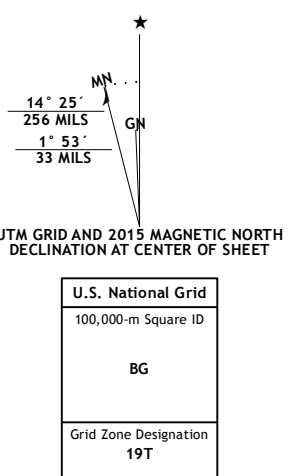 ★
MN
GN
14° 25´
256 MILS
1° 53´
33 MILS
UTM GRID AND 2015 MAGNETIC NORTH
DECLINATION AT CENTER OF SHEET
U.S. National Grid
100,000-m Square ID
BG
Grid Zone Designation
19T